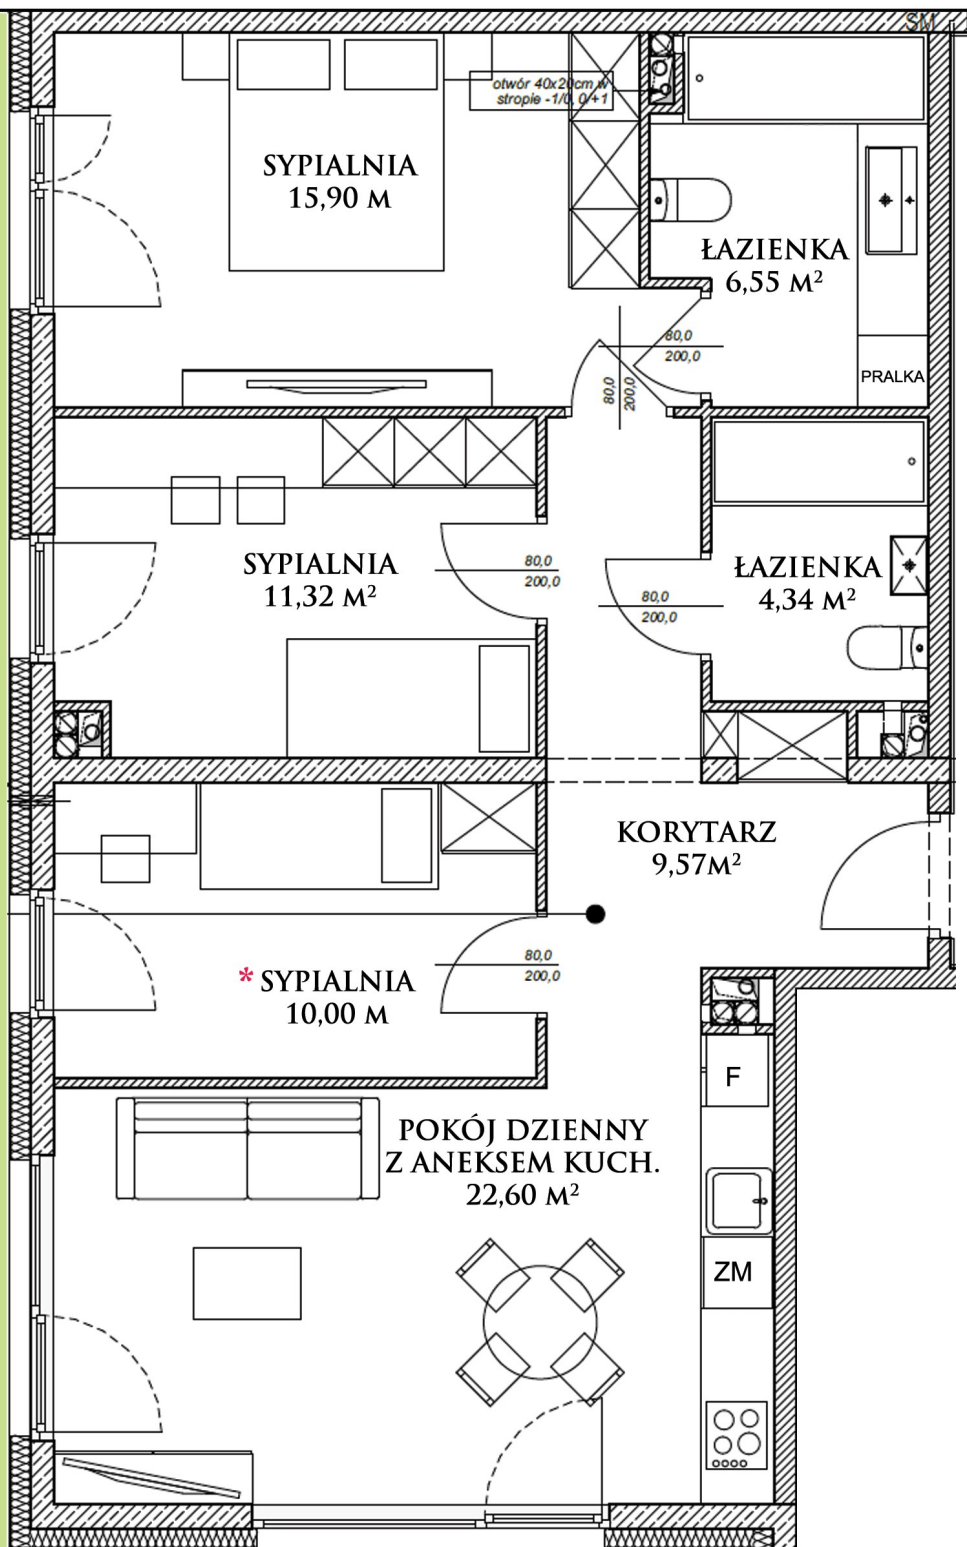 SM
otwór 40x20cm w
stropie -1/0, 0/+1
SYPIALNIA
15,90 M
ŁAZIENKA
6,55 M²
80,0
200,0
80,0
200,0
PRALKA
SYPIALNIA
11,32 M²
80,0
200,0
ŁAZIENKA
4,34 M²
80,0
200,0
KORYTARZ
9,57M²
80,0
200,0
* SYPIALNIA
10,00 M
F
POKÓJ DZIENNY
Z ANEKSEM KUCH.
22,60 M²
ZM